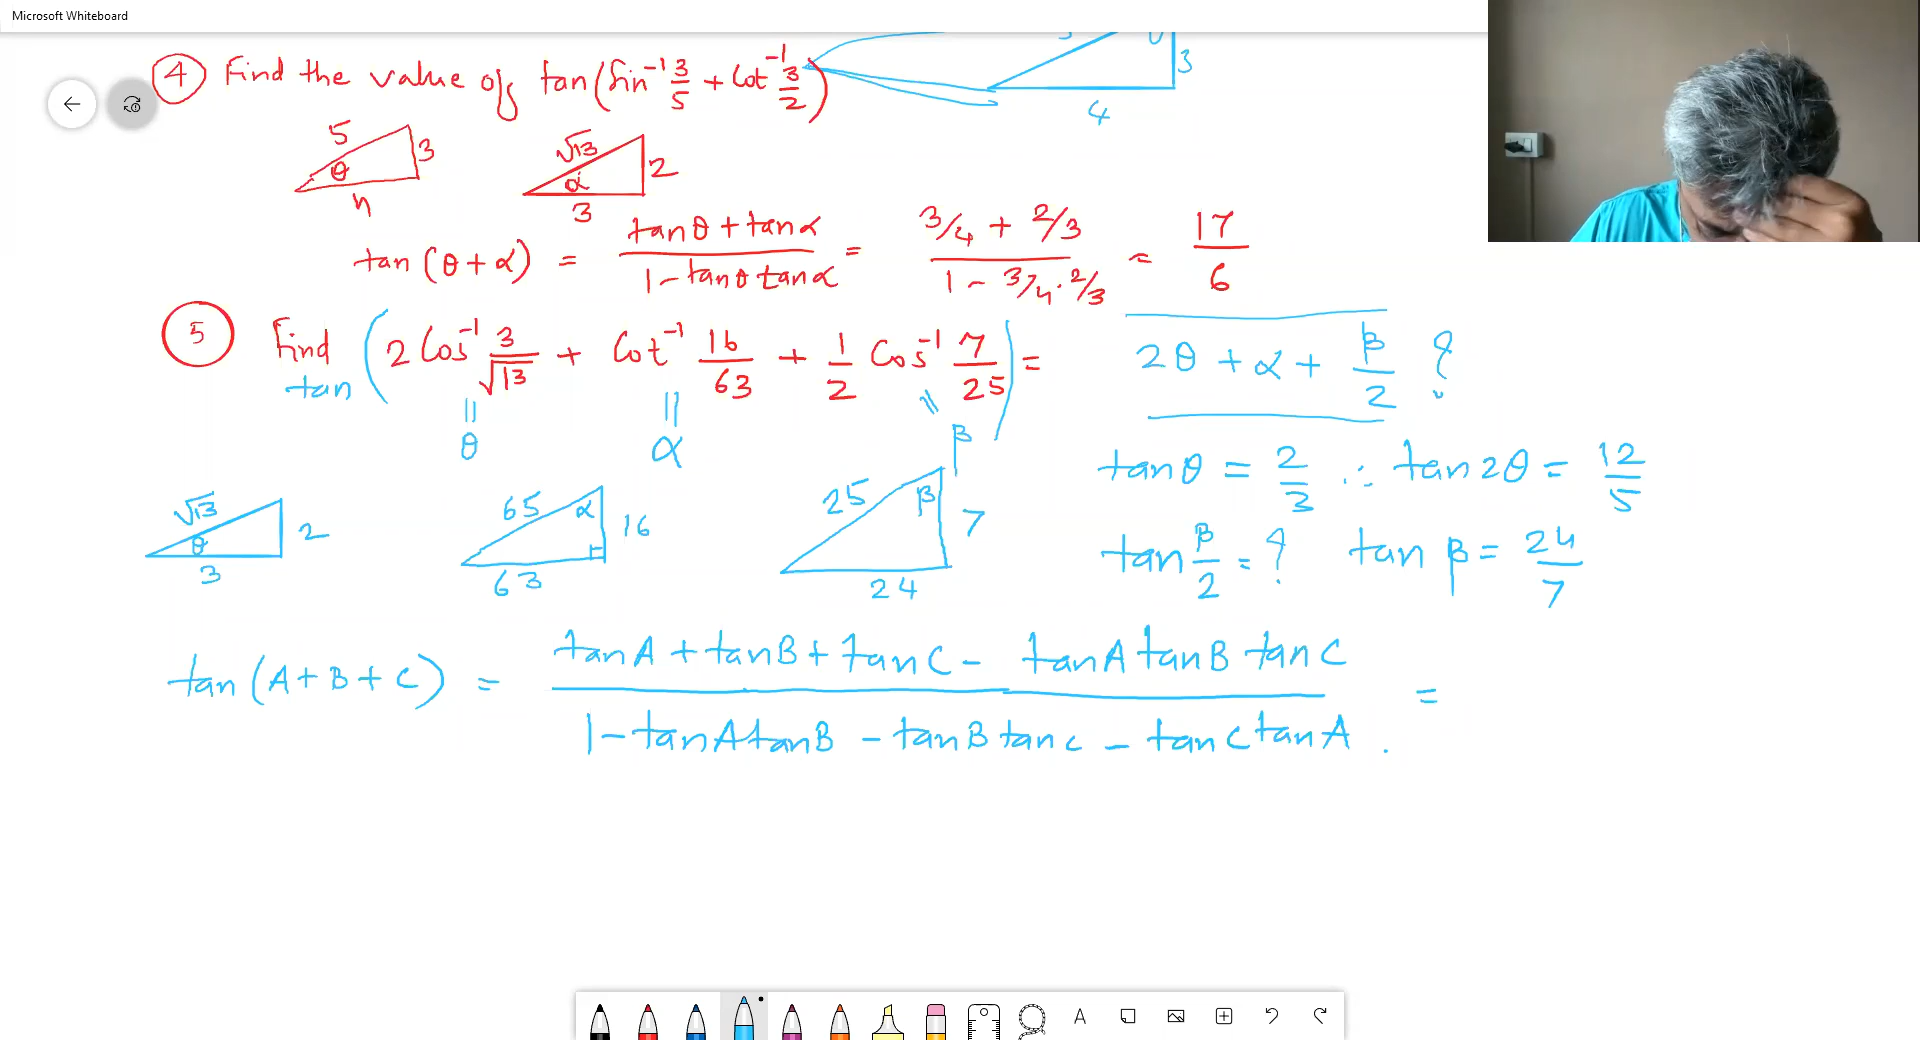 Microsoft Whiteboard
4 Find the value of tan(Sin⁻¹ 3/5 + Cot⁻¹ 3/2)
3
4
5 θ 3 4
√13 α 2 3
tan(θ+α) = (tanθ + tanα)/(1 - tanθ tanα) = (3/4 + 2/3)/(1 - 3/4 · 2/3) = 17/6
5 Find tan(2 Cos⁻¹ 3/√13 + Cot⁻¹ 16/63 + 1/2 Cos⁻¹ 7/25) = 2θ + α + β/2 ?
= θ = α = β
tanθ = 2/3 ∴ tan2θ = 12/5
√13 θ 2 3
65 α 16 63
25 β 7 24
tan β/2 = ? tan β = 24/7
tan(A+B+C) = (tanA + tanB + tanC - tanA tanB tanC)/(1 - tanA tanB - tanB tanC - tanC tanA) =
A